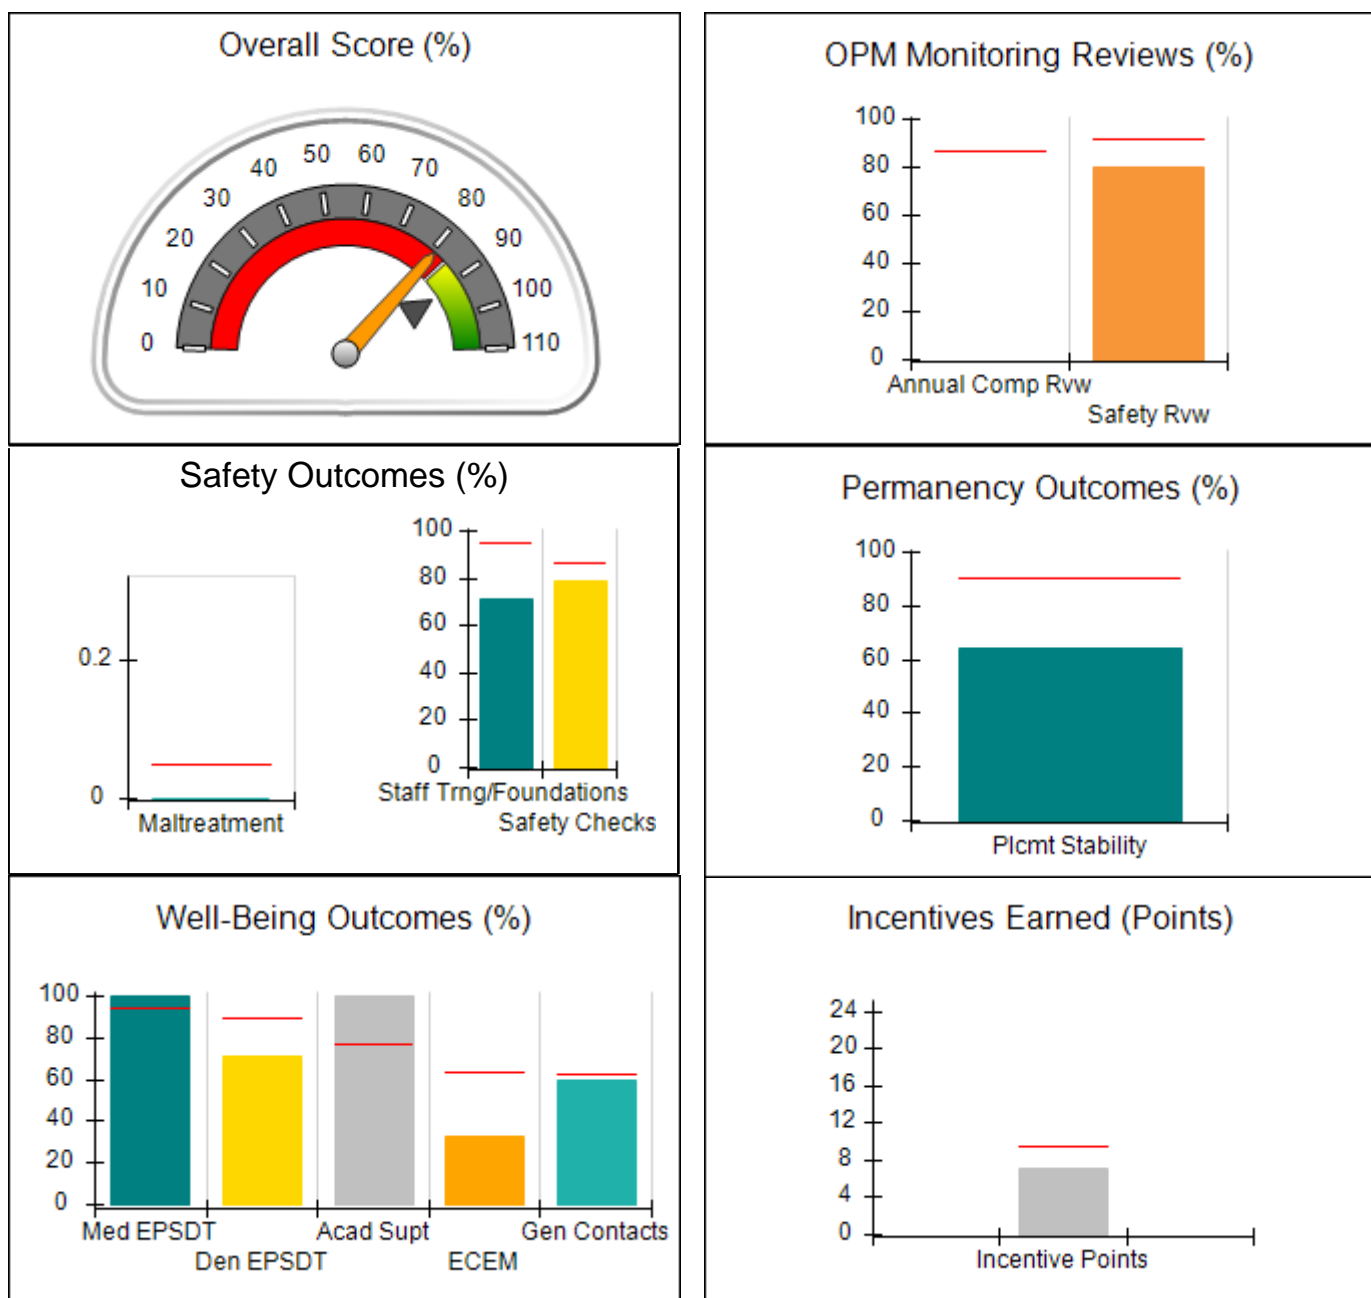 Overall Score (%)
0 10 20 30 40 50 60 70 80 90 100 110
OPM Monitoring Reviews (%)
100
80
60
40
20
0
Annual Comp Rvw
Safety Rvw
Safety Outcomes (%)
0.2
0
Maltreatment
100
80
60
40
20
0
Staff Trng/Foundations
Safety Checks
Permanency Outcomes (%)
100
80
60
40
20
0
Plcmt Stability
Well-Being Outcomes (%)
100
80
60
40
20
0
Med EPSDT Acad Supt Gen Contacts
Den EPSDT ECEM
Incentives Earned (Points)
24
20
16
12
8
4
0
Incentive Points